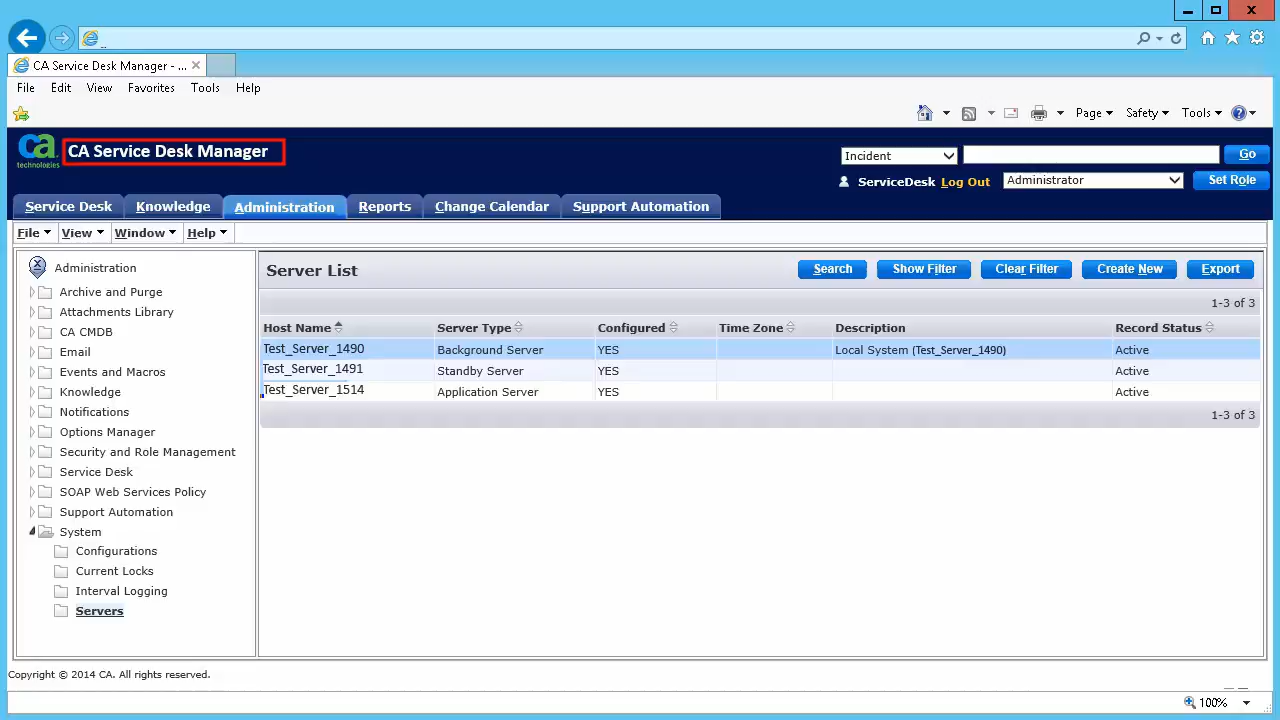 CA Service Desk Manager - ...
File Edit View Favorites Tools Help
Page Safety Tools
ca technologies
CA Service Desk Manager
Incident Go
ServiceDesk Log Out Administrator Set Role
Service Desk Knowledge Administration Reports Change Calendar Support Automation
File View Window Help
Administration
Archive and Purge
Attachments Library
CA CMDB
Email
Events and Macros
Knowledge
Notifications
Options Manager
Security and Role Management
Service Desk
SOAP Web Services Policy
Support Automation
System
Configurations
Current Locks
Interval Logging
Servers
Server List Search Show Filter Clear Filter Create New Export
1-3 of 3
Host Name Server Type Configured Time Zone Description Record Status
Test_Server_1490 Background Server YES Local System (Test_Server_1490) Active
Test_Server_1491 Standby Server YES Active
Test_Server_1514 Application Server YES Active
1-3 of 3
Copyright © 2014 CA. All rights reserved.
100%